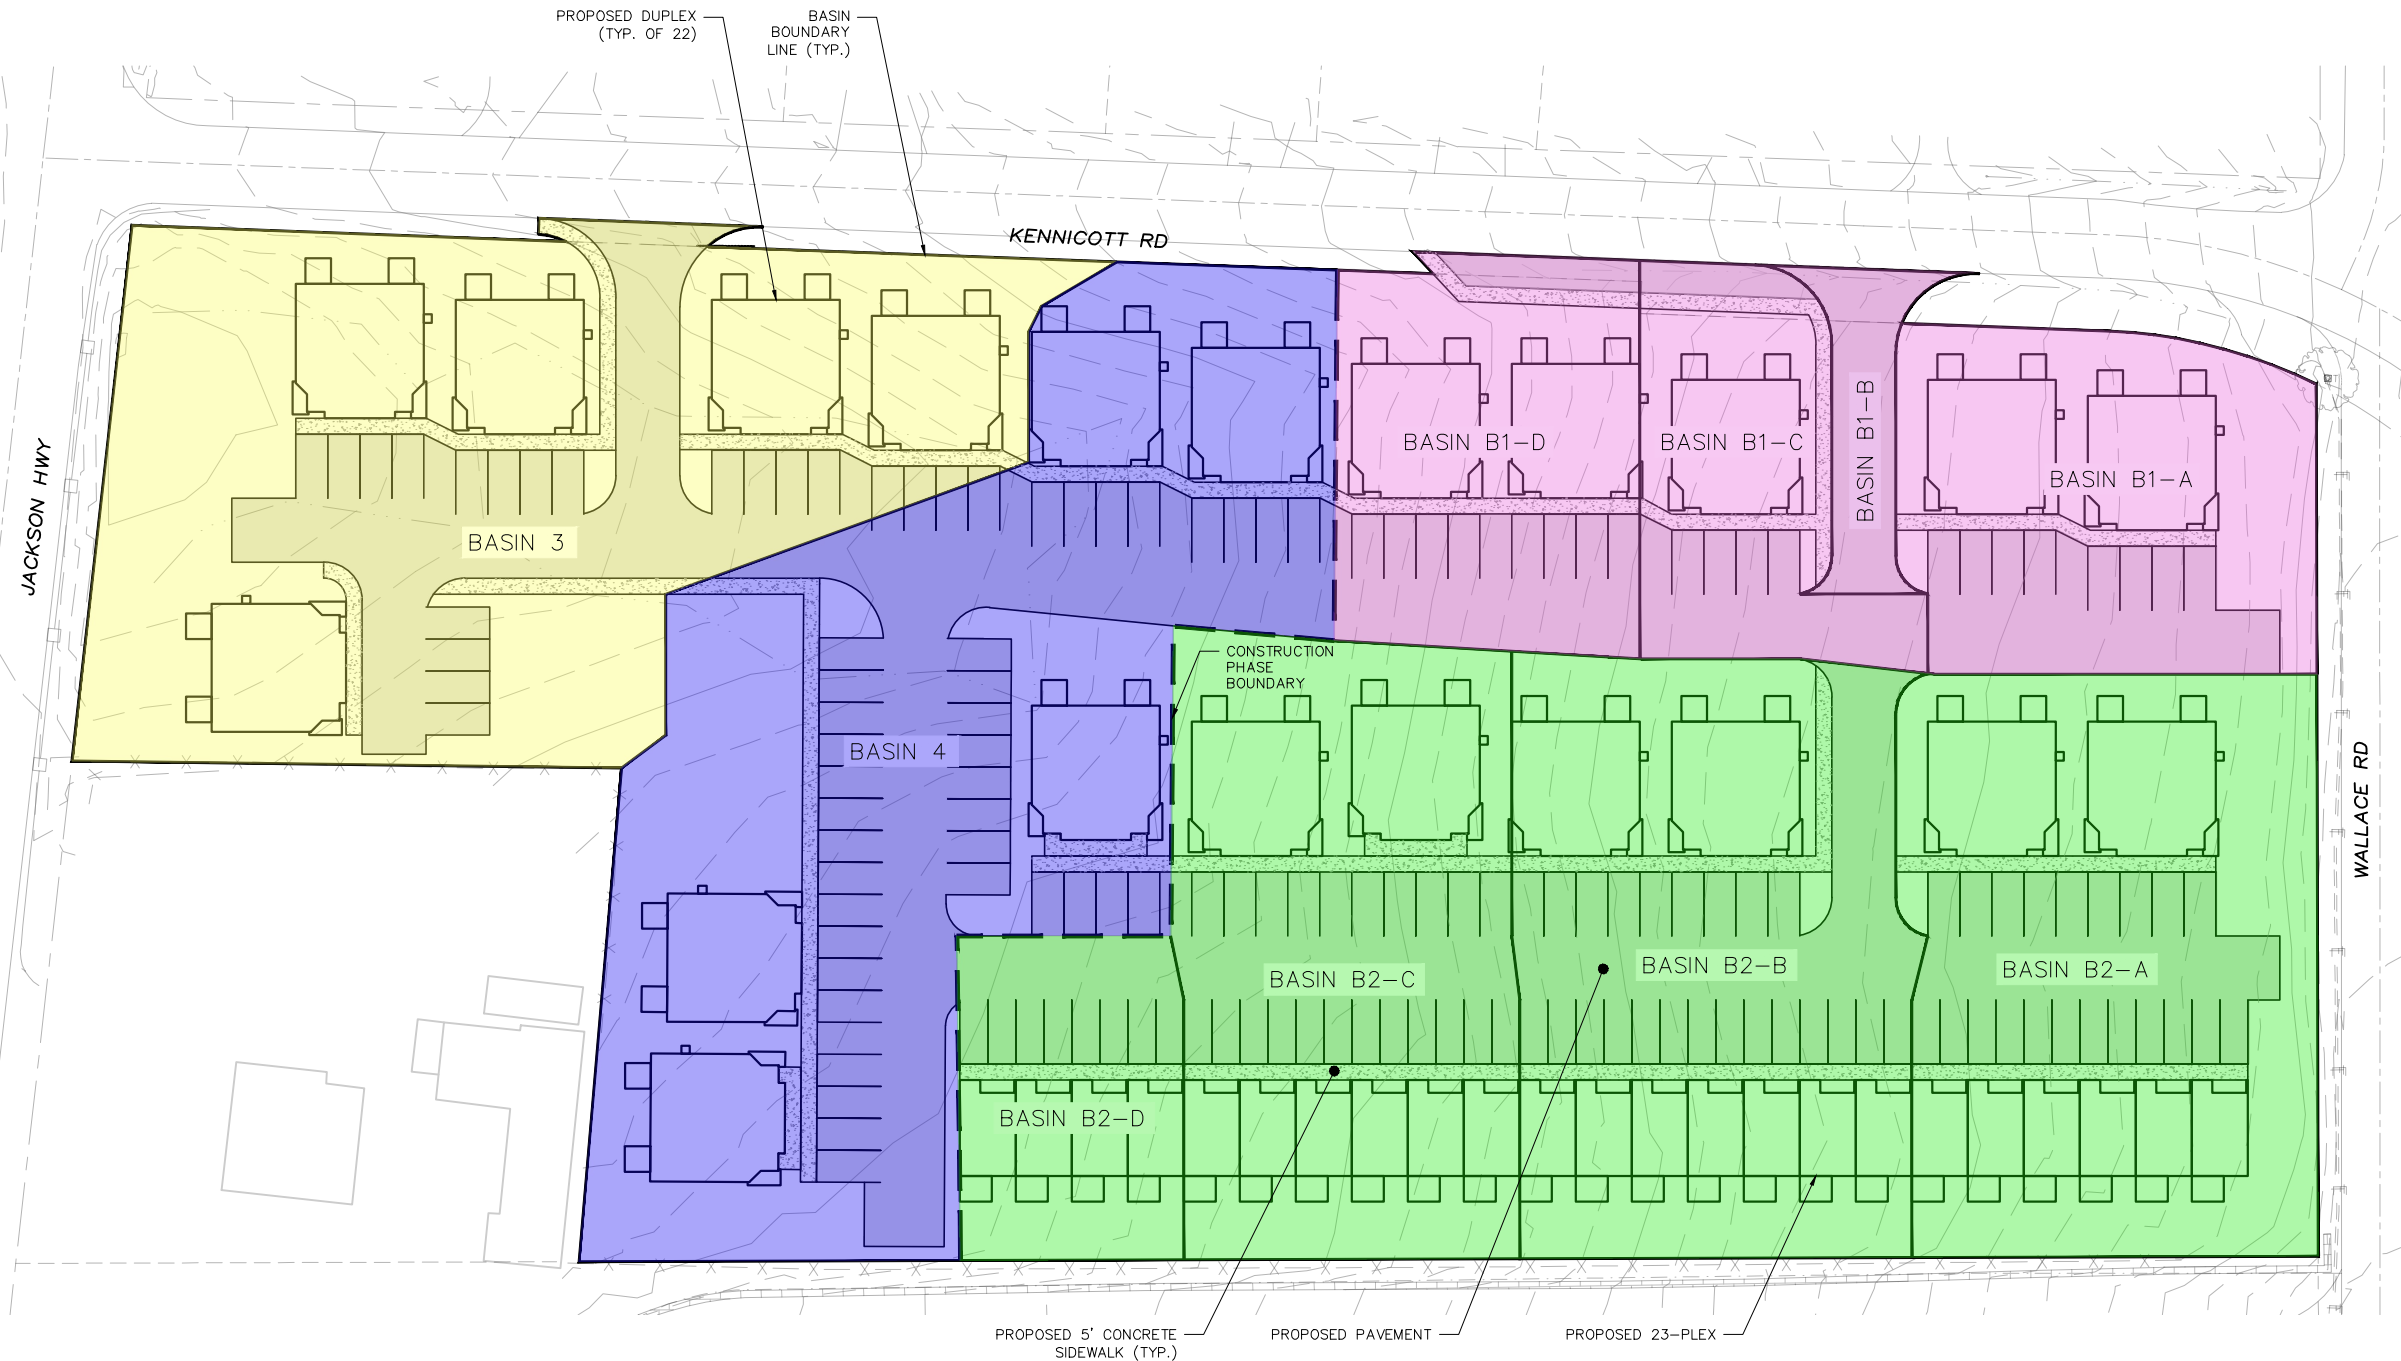 PROPOSED DUPLEX
(TYP. OF 22)
BASIN
BOUNDARY
LINE (TYP.)
KENNICOTT RD
JACKSON HWY
BASIN B1-D
BASIN B1-C
BASIN B1-B
BASIN B1-A
BASIN 3
CONSTRUCTION
PHASE
BOUNDARY
BASIN 4
WALLACE RD
BASIN B2-C
BASIN B2-B
BASIN B2-A
BASIN B2-D
PROPOSED 5' CONCRETE
SIDEWALK (TYP.)
PROPOSED PAVEMENT
PROPOSED 23-PLEX